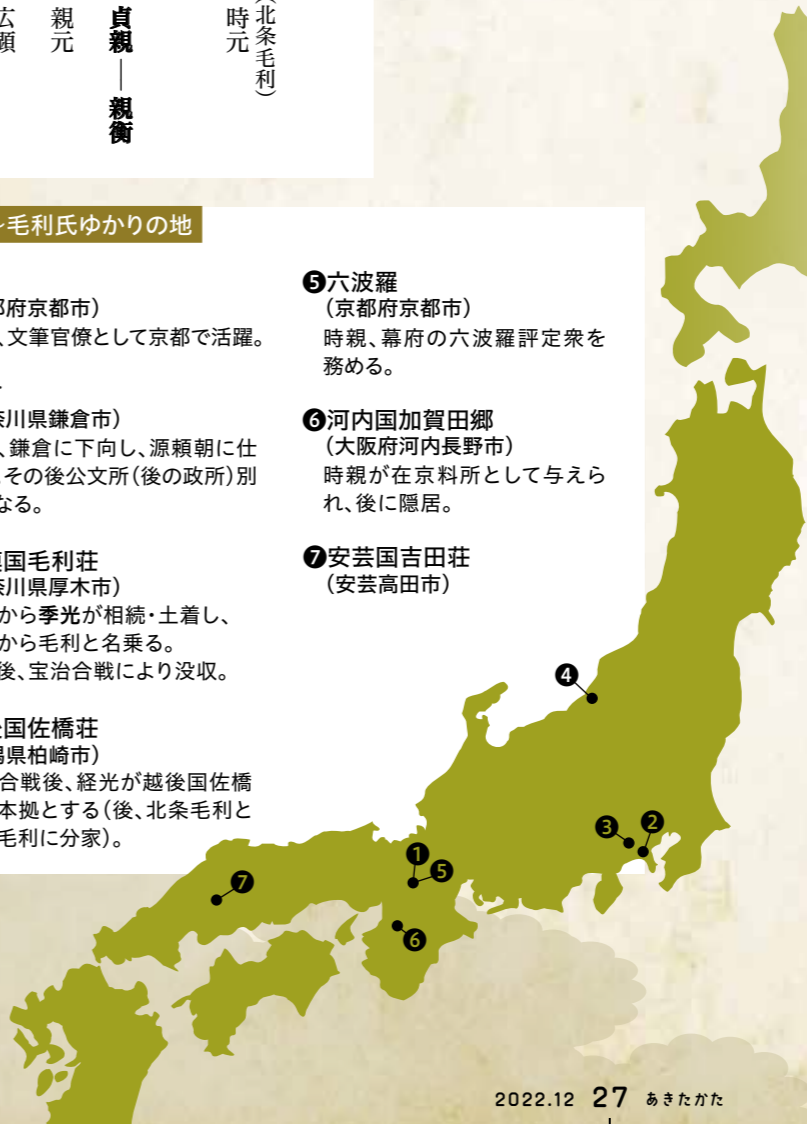 (北条毛利)
時元
貞親 ― 親衡
親元
広顕
毛利氏ゆかりの地
府京都市)
、文筆官僚として京都で活躍。
奈川県鎌倉市)
、鎌倉に下向し、源頼朝に仕
その後公文所(後の政所)別
なる。
国毛利荘
奈川県厚木市)
から季光が相続・土着し、
から毛利と名乗る。
後、宝治合戦により没収。
国佐橋荘
潟県柏崎市)
合戦後、経光が越後国佐橋
本拠とする(後、北条毛利と
毛利に分家)。
❺六波羅
(京都府京都市)
時親、幕府の六波羅評定衆を
務める。
❻河内国加賀田郷
(大阪府河内長野市)
時親が在京料所として与えら
れ、後に隠居。
❼安芸国吉田荘
(安芸高田市)
❹
❸
❷
❶
❺
❼
❻
2022.12 27 あきたかた